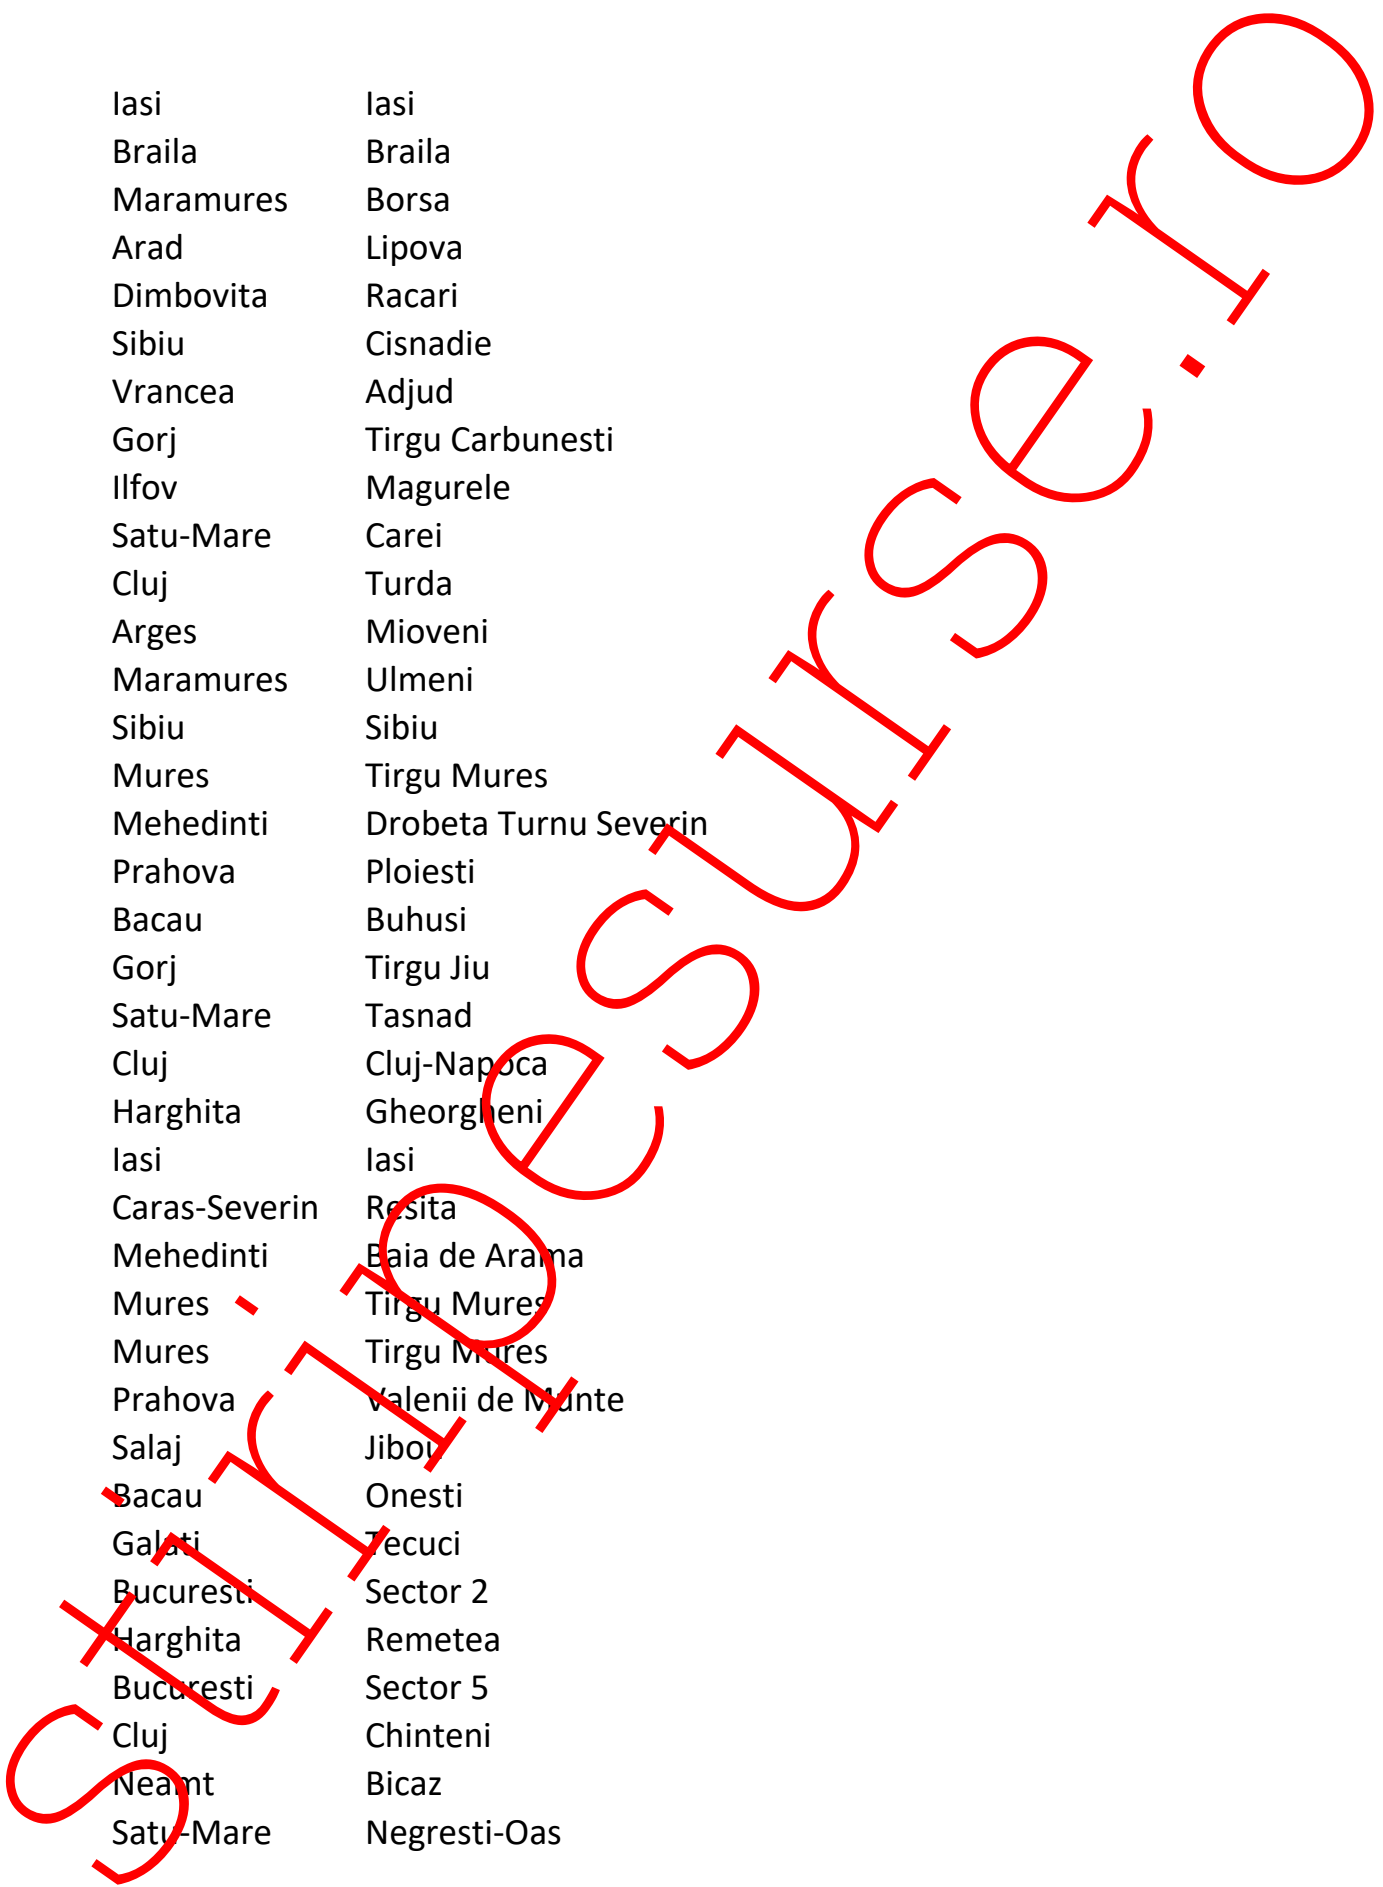 Iasi Iasi
Braila Braila
Maramures Borsa
Arad Lipova
Dimbovita Racari
Sibiu Cisnadie
Vrancea Adjud
Gorj Tirgu Carbunesti
Ilfov Magurele
Satu-Mare Carei
Cluj Turda
Arges Mioveni
Maramures Ulmeni
Sibiu Sibiu
Mures Tirgu Mures
Mehedinti Drobeta Turnu Severin
Prahova Ploiesti
Bacau Buhusi
Gorj Tirgu Jiu
Satu-Mare Tasnad
Cluj Cluj-Napoca
Harghita Gheorgheni
Iasi Iasi
Caras-Severin Resita
Mehedinti Baia de Arama
Mures Tirgu Mures
Mures Tirgu Mures
Prahova Valenii de Munte
Salaj Jibou
Bacau Onesti
Galati Tecuci
Bucuresti Sector 2
Harghita Remetea
Bucuresti Sector 5
Cluj Chinteni
Neamt Bicaz
Satu-Mare Negresti-Oas
stiripesurse.ro